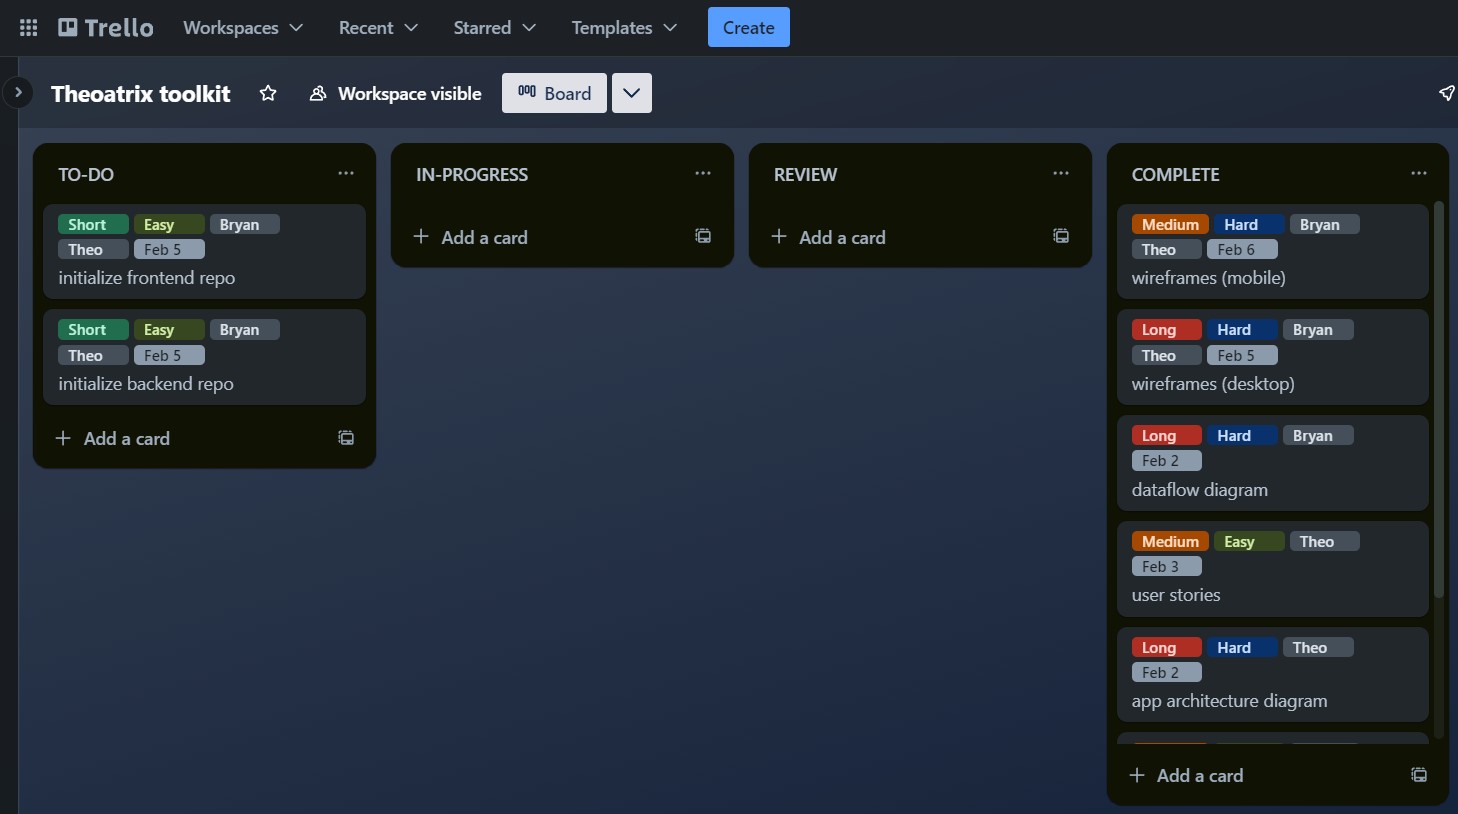 Trello Workspaces Recent Starred Templates Create
Theoatrix toolkit Workspace visible Board
TO-DO
Short Easy Bryan
Theo Feb 5
initialize frontend repo
Short Easy Bryan
Theo Feb 5
initialize backend repo
+ Add a card
IN-PROGRESS
+ Add a card
REVIEW
+ Add a card
COMPLETE
Medium Hard Bryan
Theo Feb 6
wireframes (mobile)
Long Hard Bryan
Theo Feb 5
wireframes (desktop)
Long Hard Bryan
Feb 2
dataflow diagram
Medium Easy Theo
Feb 3
user stories
Long Hard Theo
Feb 2
app architecture diagram
+ Add a card